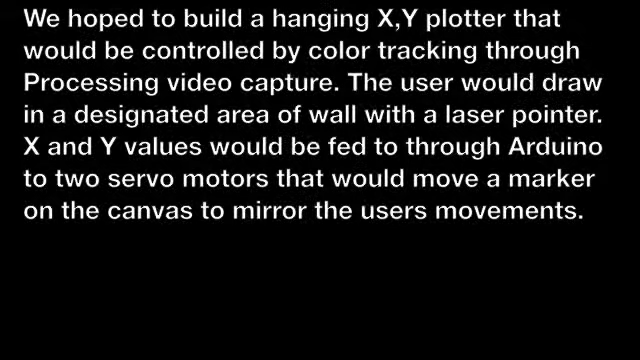 We hoped to build a hanging X,Y plotter that
would be controlled by color tracking through
Processing video capture. The user would draw
in a designated area of wall with a laser pointer.
X and Y values would be fed to through Arduino
to two servo motors that would move a marker
on the canvas to mirror the users movements.